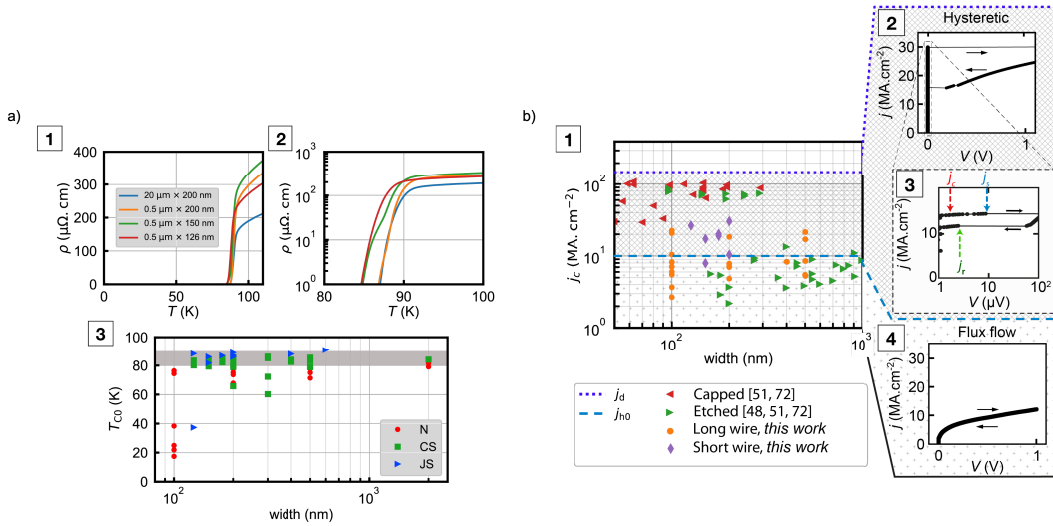 a)
1
400
300
200
100
0
ρ (μΩ. cm)
20 μm × 200 nm
0.5 μm × 200 nm
0.5 μm × 150 nm
0.5 μm × 126 nm
0 50 100
T (K)
2
10³
10²
10¹
10⁰
ρ (μΩ. cm)
80 90 100
T (K)
3
100
80
60
40
20
0
T_C0 (K)
N
CS
JS
10² 10³
width (nm)
b)
1
10²
10¹
10⁰
j_c (MA. cm⁻²)
10² 10³
width (nm)
j_d
j_h0
Capped [51, 72]
Etched [48, 51, 72]
Long wire, this work
Short wire, this work
2
Hysteretic
30
20
10
0
j (MA.cm⁻²)
0 1
V (V)
3
j_c j_s
20
10
0
j (MA.cm⁻²)
j_r
1 10 10²
V (μV)
4
Flux flow
40
30
20
10
0
j (MA.cm⁻²)
0 1
V (V)